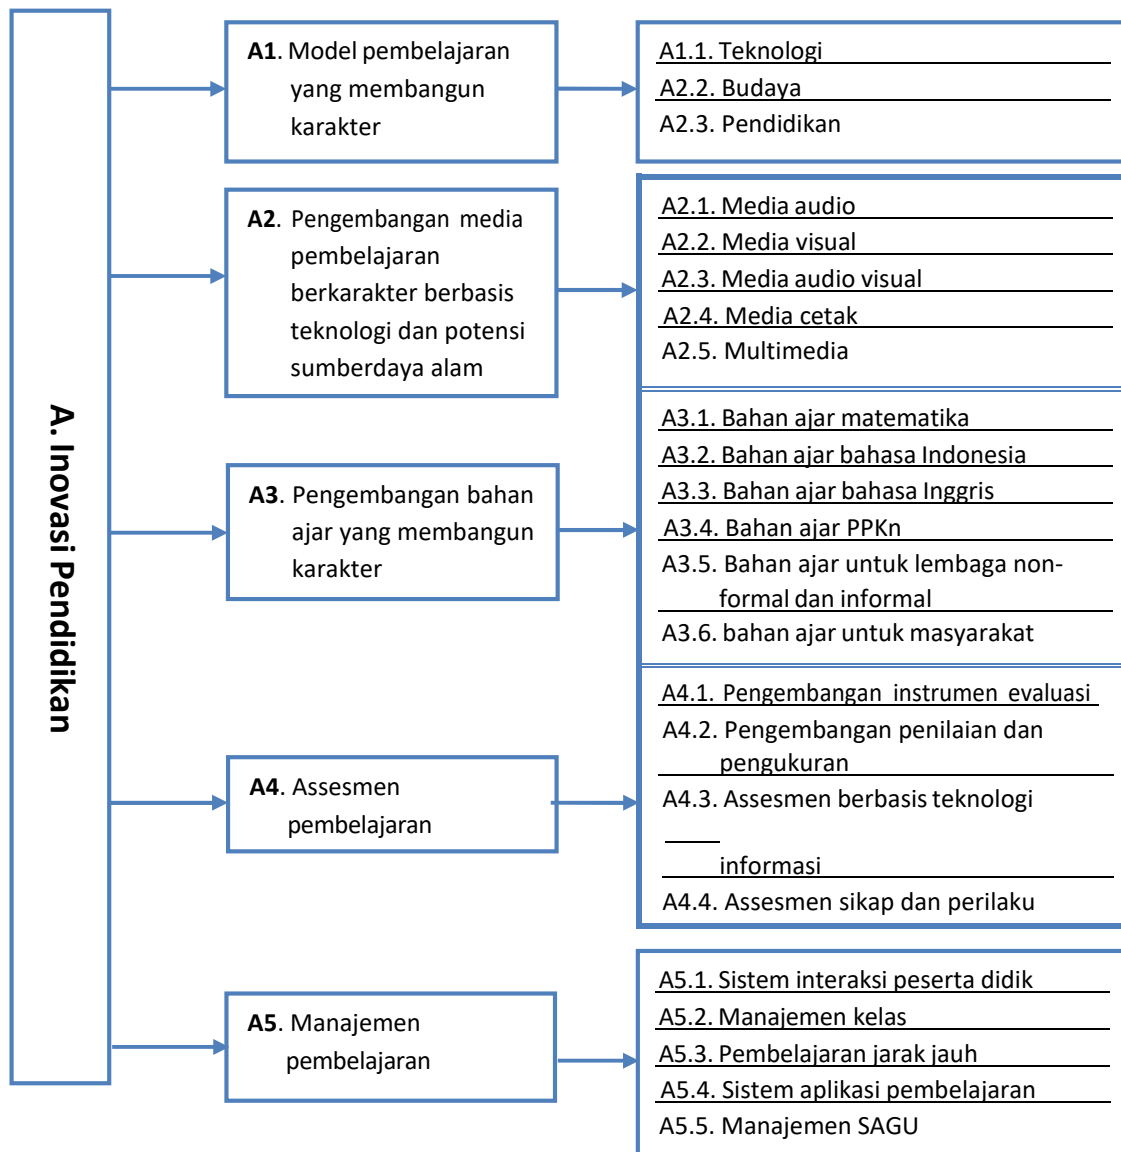 A. Inovasi Pendidikan
A1. Model pembelajaran
yang membangun
karakter
A1.1. Teknologi
A2.2. Budaya
A2.3. Pendidikan
A2. Pengembangan media
pembelajaran
berkarakter berbasis
teknologi dan potensi
sumberdaya alam
A2.1. Media audio
A2.2. Media visual
A2.3. Media audio visual
A2.4. Media cetak
A2.5. Multimedia
A3. Pengembangan bahan
ajar yang membangun
karakter
A3.1. Bahan ajar matematika
A3.2. Bahan ajar bahasa Indonesia
A3.3. Bahan ajar bahasa Inggris
A3.4. Bahan ajar PPKn
A3.5. Bahan ajar untuk lembaga non-
formal dan informal
A3.6. bahan ajar untuk masyarakat
A4. Assesmen
pembelajaran
A4.1. Pengembangan instrumen evaluasi
A4.2. Pengembangan penilaian dan
pengukuran
A4.3. Assesmen berbasis teknologi
informasi
A4.4. Assesmen sikap dan perilaku
A5. Manajemen
pembelajaran
A5.1. Sistem interaksi peserta didik
A5.2. Manajemen kelas
A5.3. Pembelajaran jarak jauh
A5.4. Sistem aplikasi pembelajaran
A5.5. Manajemen SAGU